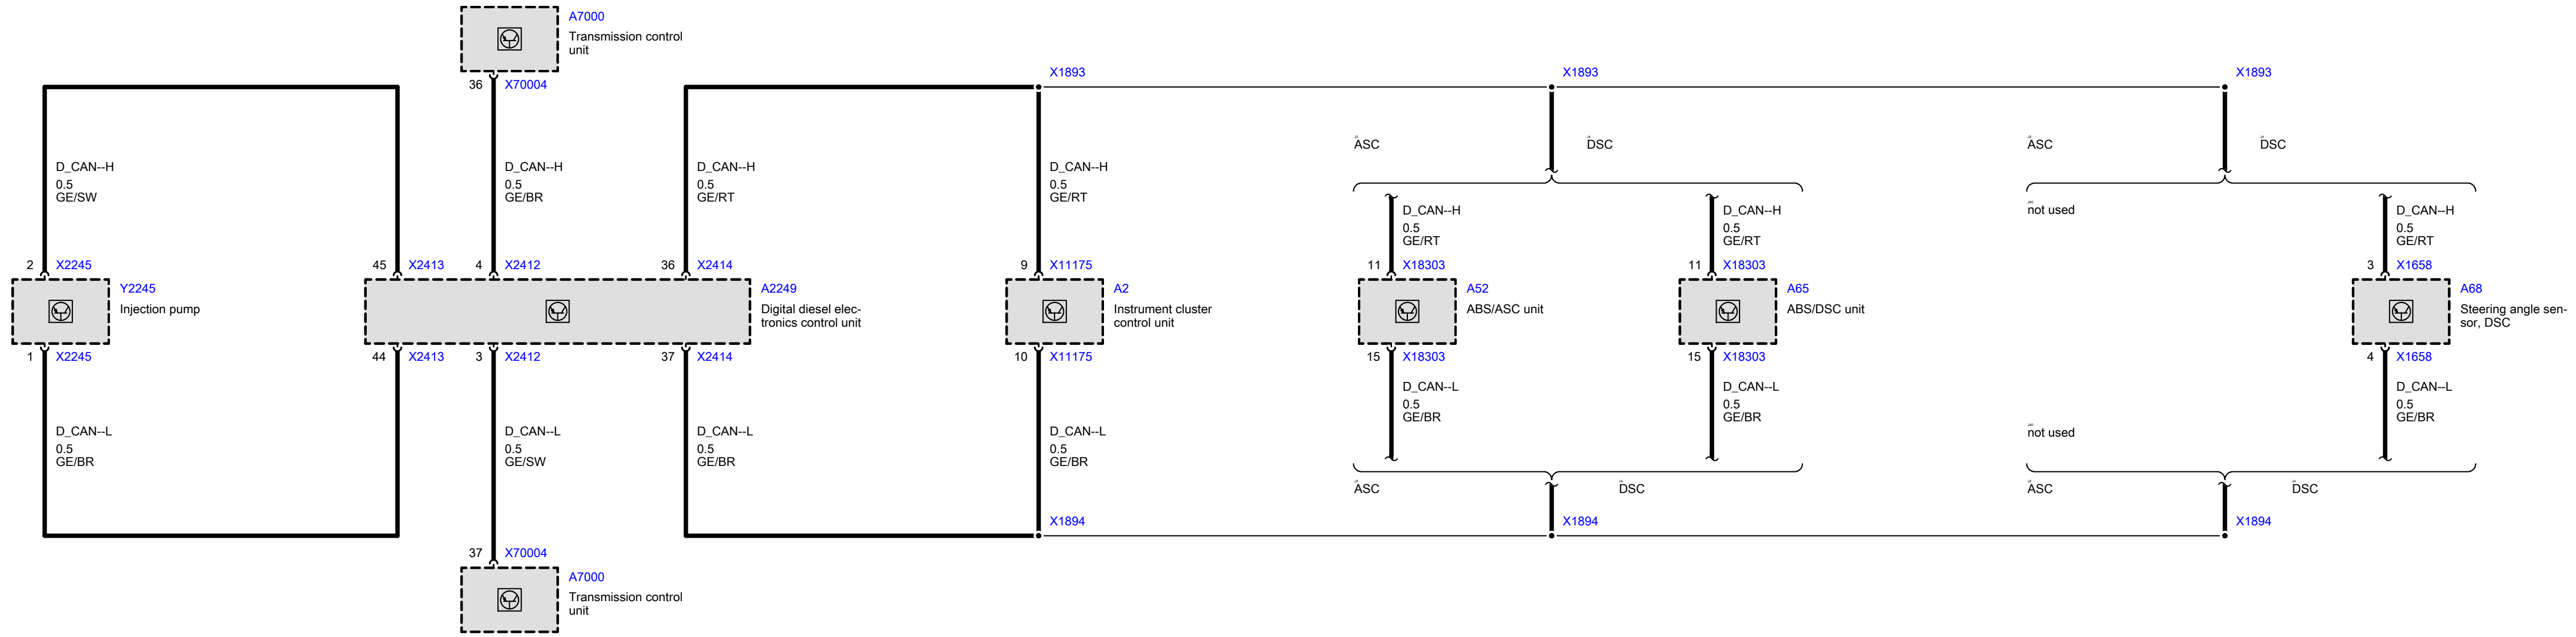 A7000
Transmission control
unit
36 X70004
X1893
X1893
X1893
ASC
DSC
ASC
DSC
D_CAN--H
0.5
GE/SW
D_CAN--H
0.5
GE/BR
D_CAN--H
0.5
GE/RT
D_CAN--H
0.5
GE/RT
D_CAN--H
0.5
GE/RT
D_CAN--H
0.5
GE/RT
not used
D_CAN--H
0.5
GE/RT
2 X2245
45 X2413
4 X2412
36 X2414
9 X11175
11 X18303
11 X18303
3 X1658
Y2245
Injection pump
A2249
Digital diesel elec-
tronics control unit
A2
Instrument cluster
control unit
A52
ABS/ASC unit
A65
ABS/DSC unit
A68
Steering angle sen-
sor, DSC
1 X2245
44 X2413
3 X2412
37 X2414
10 X11175
15 X18303
15 X18303
4 X1658
D_CAN--L
0.5
GE/BR
D_CAN--L
0.5
GE/SW
D_CAN--L
0.5
GE/BR
D_CAN--L
0.5
GE/BR
D_CAN--L
0.5
GE/BR
D_CAN--L
0.5
GE/BR
not used
D_CAN--L
0.5
GE/BR
ASC
DSC
ASC
DSC
X1894
X1894
X1894
37 X70004
A7000
Transmission control
unit